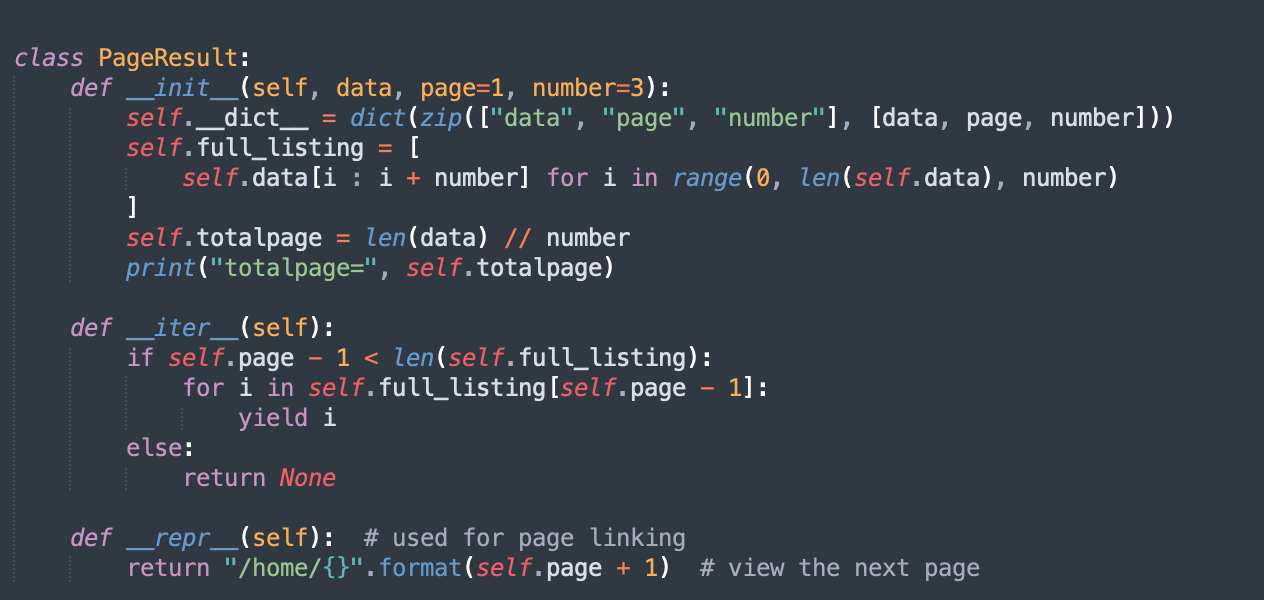 class PageResult:
    def __init__(self, data, page=1, number=3):
        self.__dict__ = dict(zip(["data", "page", "number"], [data, page, number]))
        self.full_listing = [
            self.data[i : i + number] for i in range(0, len(self.data), number)
        ]
        self.totalpage = len(data) // number
        print("totalpage=", self.totalpage)

    def __iter__(self):
        if self.page - 1 < len(self.full_listing):
            for i in self.full_listing[self.page - 1]:
                yield i
        else:
            return None

    def __repr__(self):  # used for page linking
        return "/home/{}".format(self.page + 1)  # view the next page